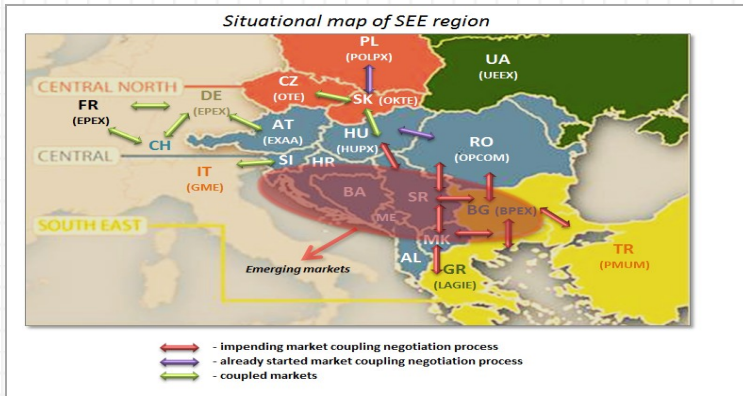 Situational map of SEE region
PL
(POLPX)
UA
(UEEX)
CENTRAL NORTH
CZ
(OTE)
SK (OKTE)
DE
(EPEX)
FR
(EPEX)
AT
(EXAA)
HU
(HUPX)
RO
(OPCOM)
CH
CENTRAL
SI
HR
IT
(GME)
BA
SR
BG (BPEX)
ME
SOUTH EAST
MK
TR
(PMUM)
AL
GR
(LAGIE)
Emerging markets
- impending market coupling negotiation process
- already started market coupling negotiation process
- coupled markets